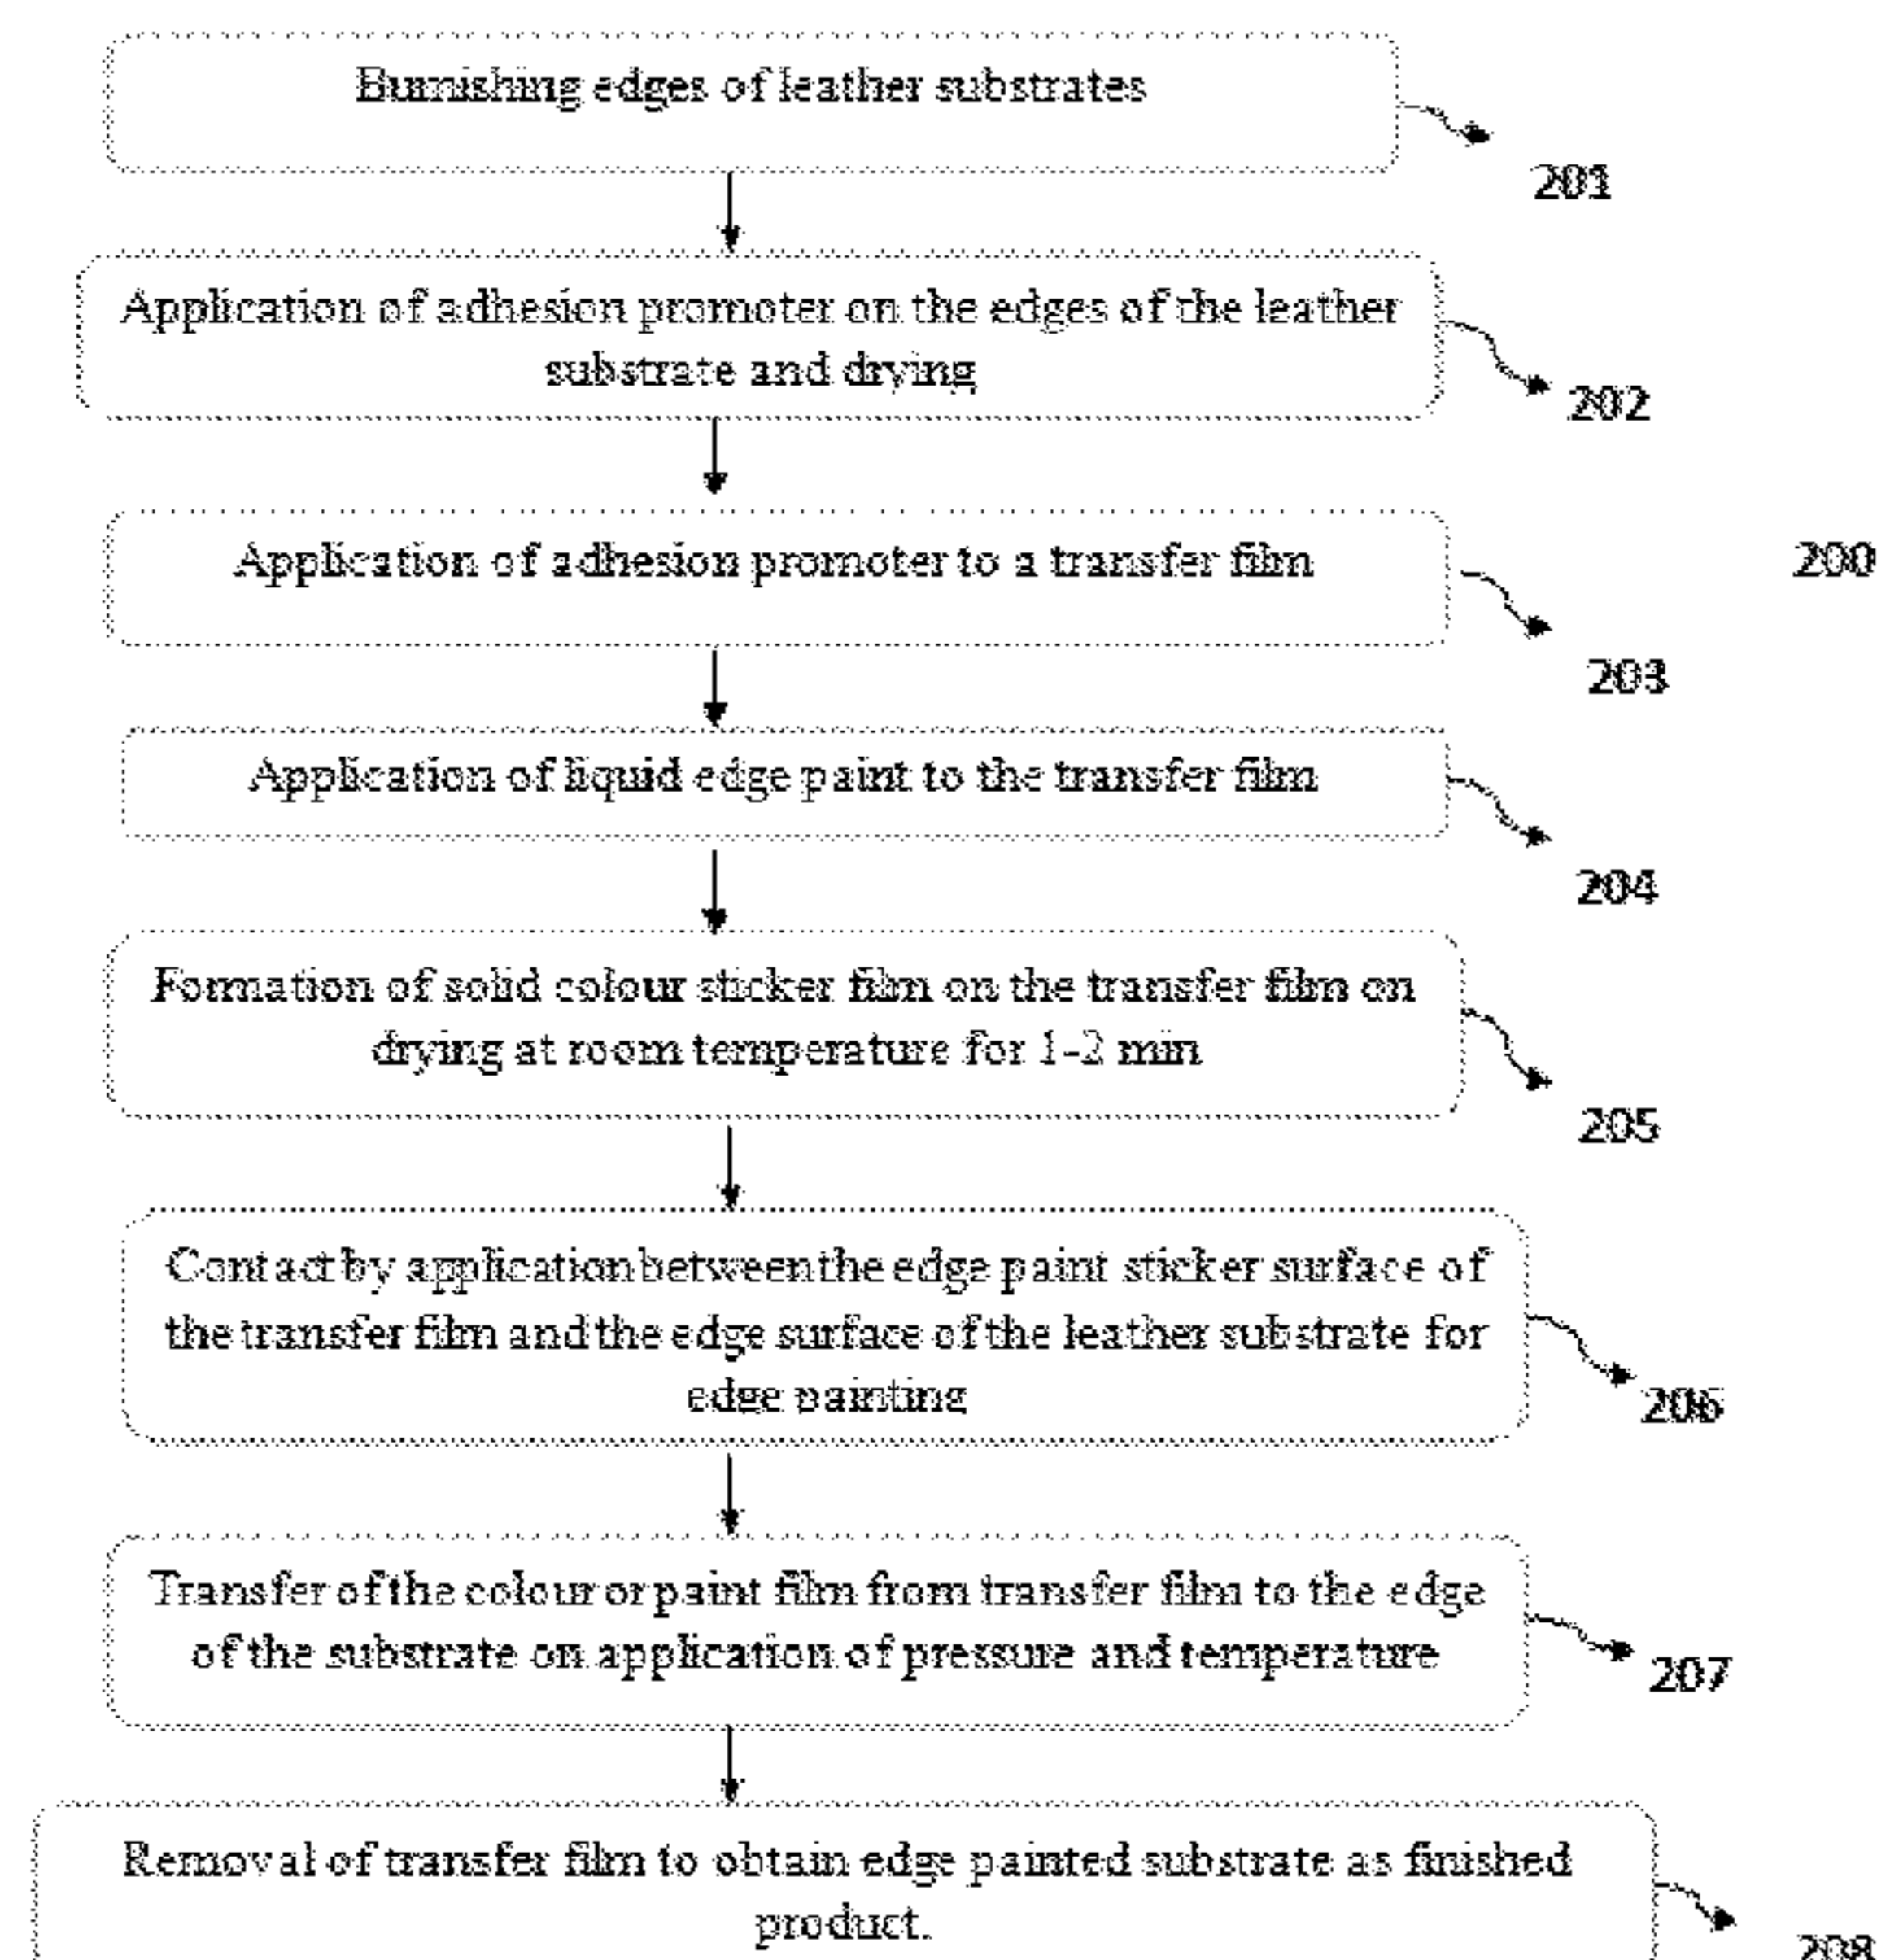 Burnishing edges of leather substrates
201
Application of adhesion promoter on the edges of the leather
substrate and drying
202
Application of adhesion promoter to a transfer film
200
203
Application of liquid edge paint to the transfer film
204
Formation of solid colour sticker film on the transfer film on
drying at room temperature for 1-2 min
205
Contact by application between the edge paint sticker surface of
the transfer film and the edge surface of the leather substrate for
edge painting
206
Transfer of the colour or paint film from transfer film to the edge
of the substrate on application of pressure and temperature
207
Removal of transfer film to obtain edge painted substrate as finished
product.
208